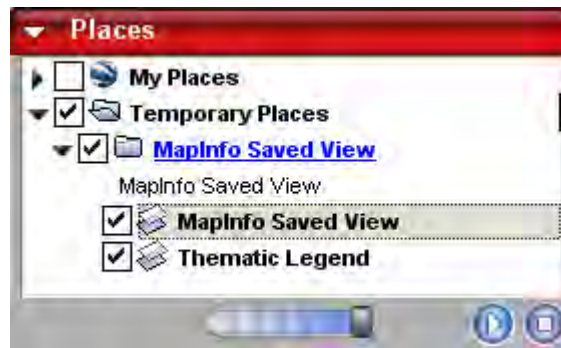 Places
My Places
Temporary Places
MapInfo Saved View
MapInfo Saved View
MapInfo Saved View
Thematic Legend